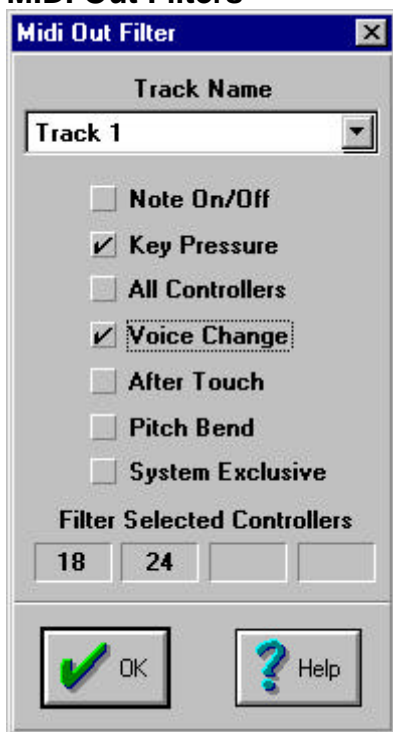 MIDI Out Filters
Midi Out Filter
Track Name
Track 1
Note On/Off
Key Pressure
All Controllers
Voice Change
After Touch
Pitch Bend
System Exclusive
Filter Selected Controllers
18 24
OK Help